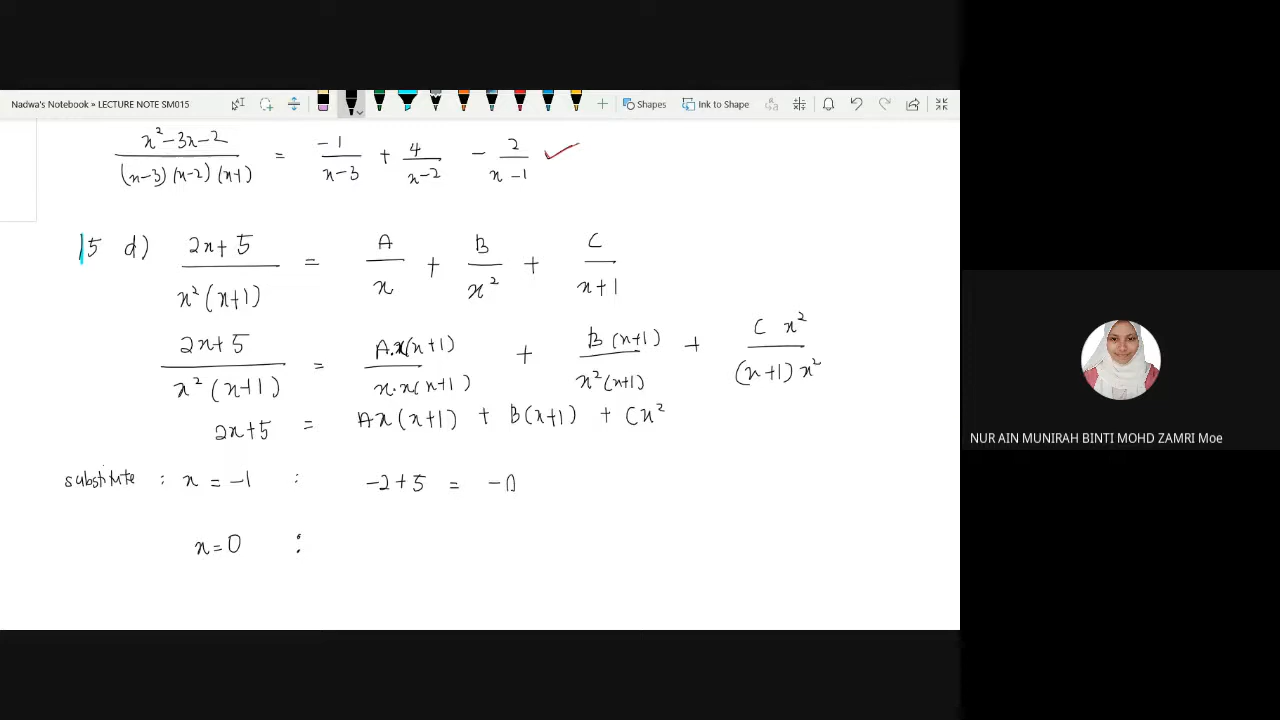 Nadwa's Notebook » LECTURE NOTE SM015
Shapes
Ink to Shape
x²-3x-2 / (x-3)(x-2)(x+1) = -1/(x-3) + 4/(x-2) - 2/(x-1) ✓
15 d) 2x+5 / x²(x+1) = A/x + B/x² + C/(x+1)
2x+5 / x²(x+1) = A.x(x+1) / x.x(x+1) + B(x+1) / x²(x+1) + C x² / (x+1)x²
2x+5 = Ax(x+1) + B(x+1) + Cx²
substitute : x = -1 : -2+5 =
x=0 :
NUR AIN MUNIRAH BINTI MOHD ZAMRI Moe